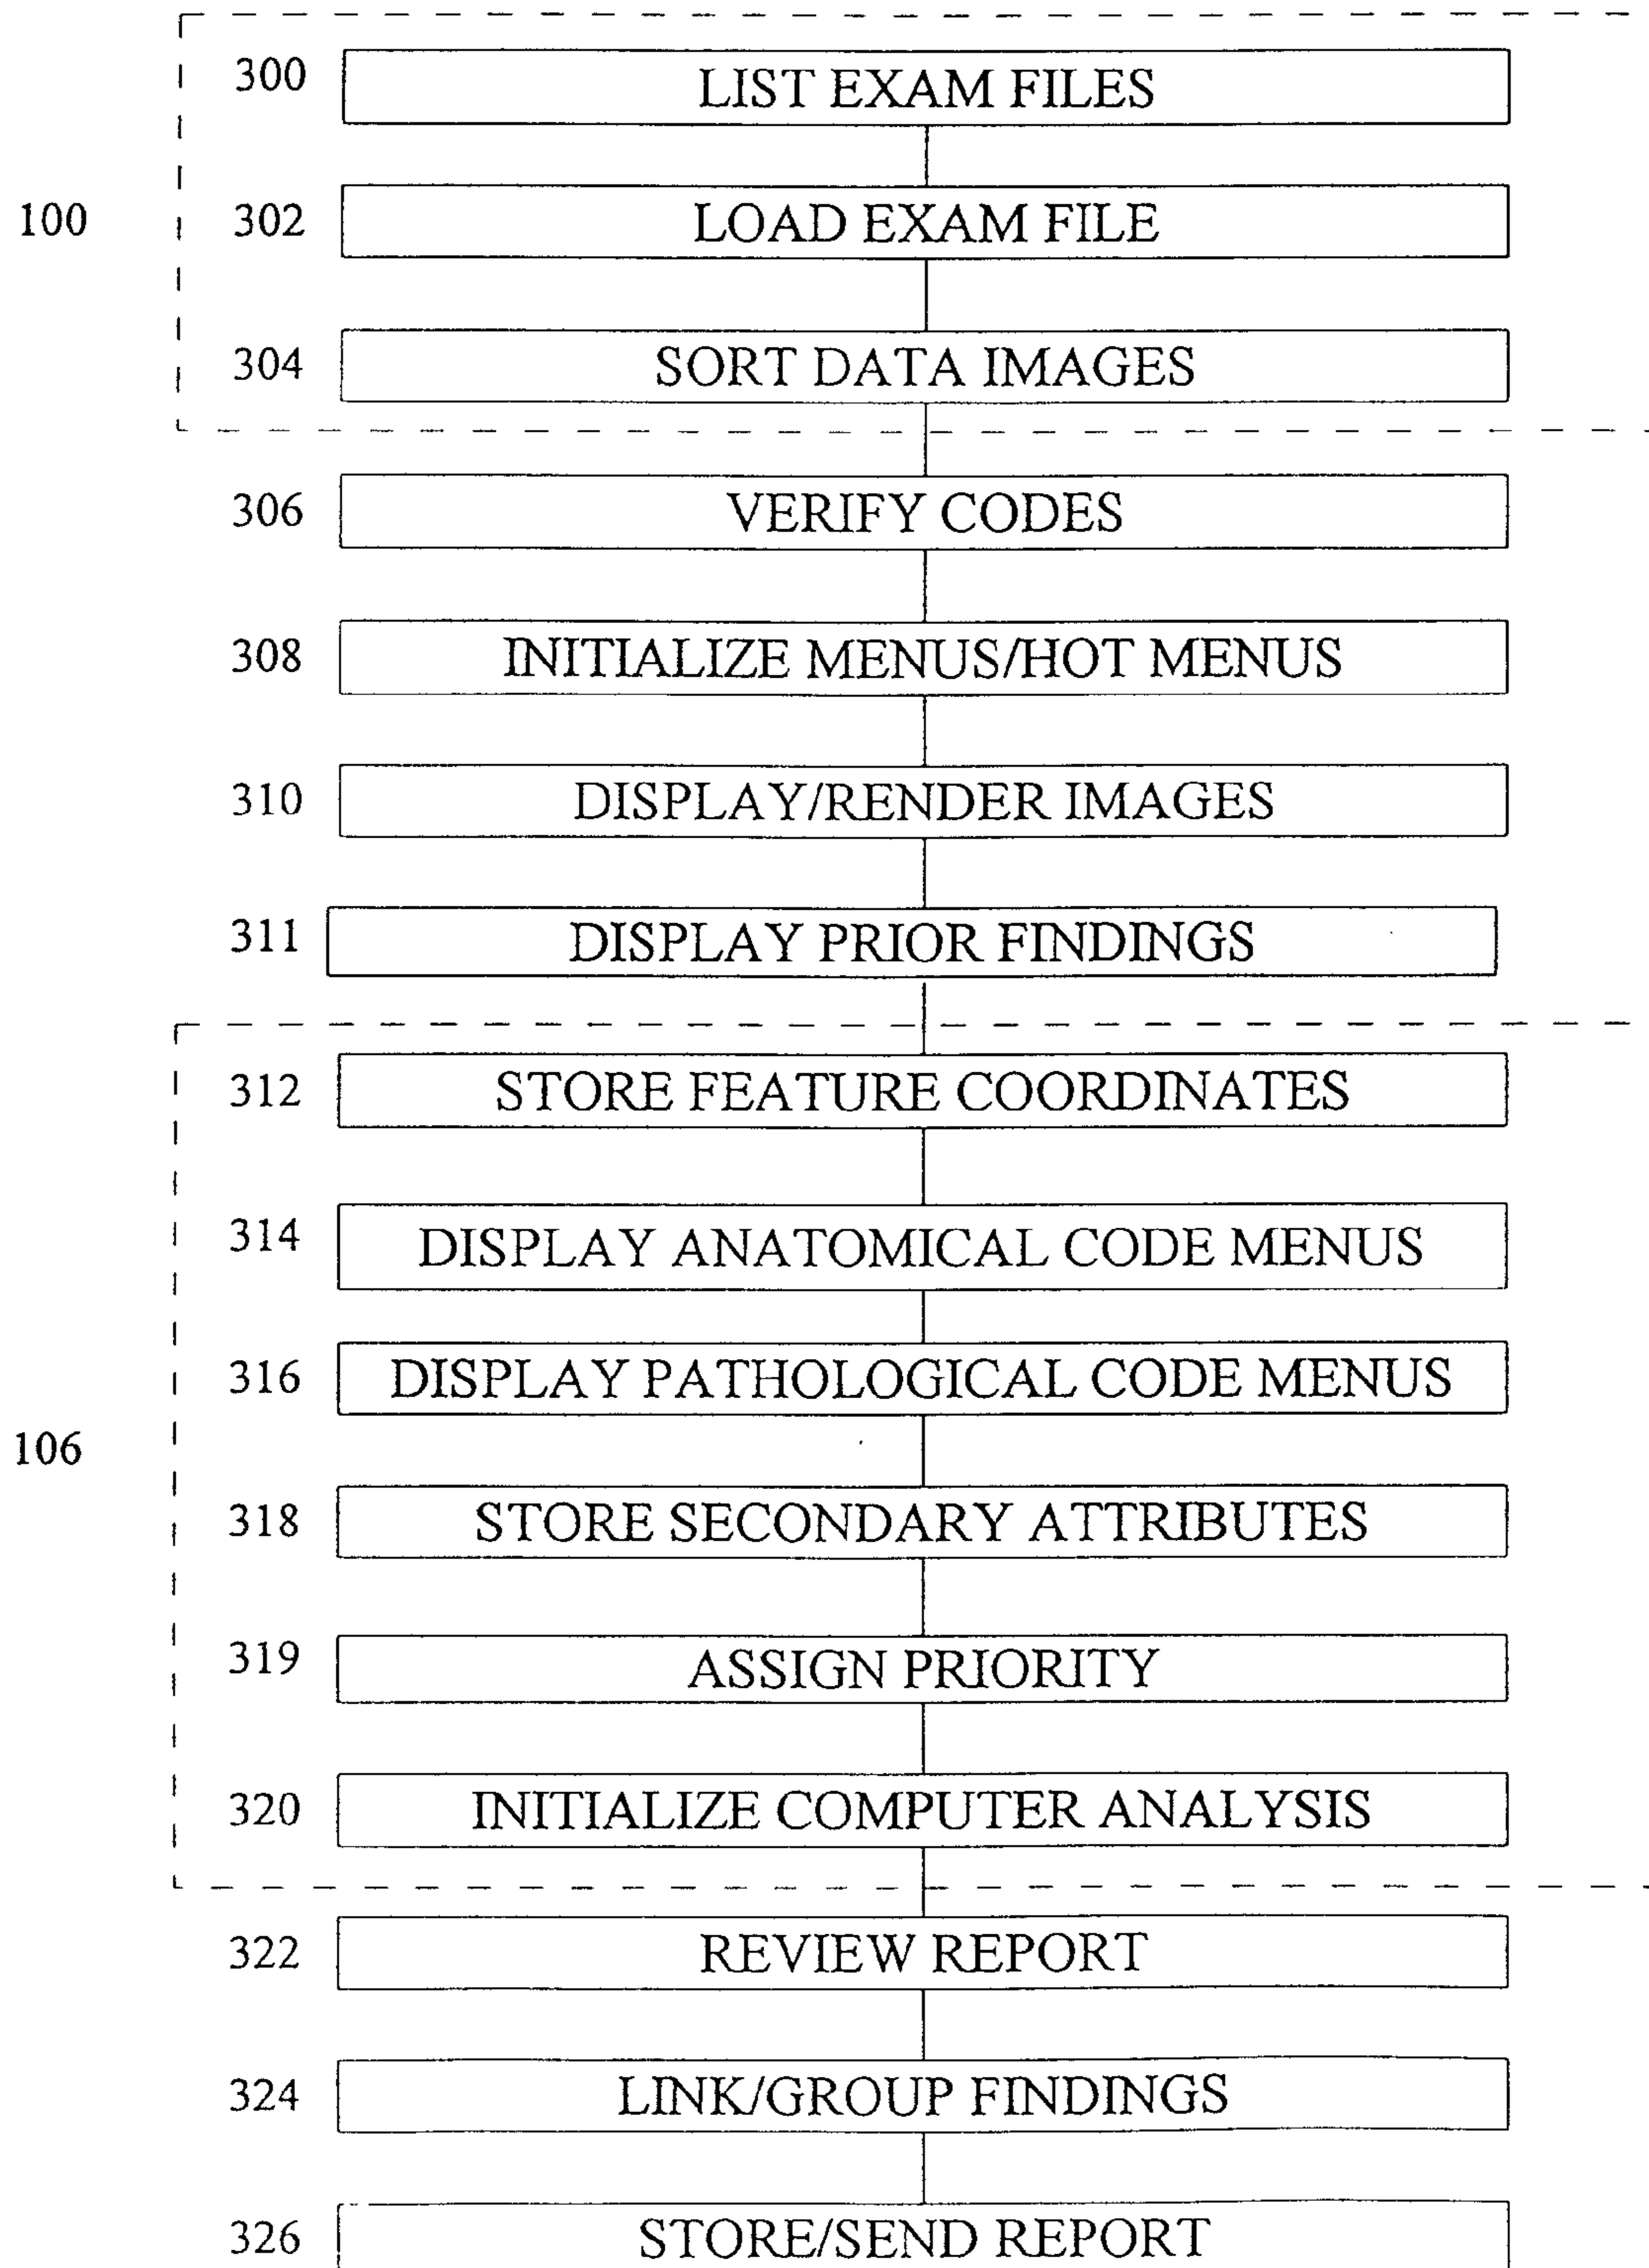 300 LIST EXAM FILES
100 302 LOAD EXAM FILE
304 SORT DATA IMAGES
306 VERIFY CODES
308 INITIALIZE MENUS/HOT MENUS
310 DISPLAY/RENDER IMAGES
311 DISPLAY PRIOR FINDINGS
312 STORE FEATURE COORDINATES
314 DISPLAY ANATOMICAL CODE MENUS
316 DISPLAY PATHOLOGICAL CODE MENUS
106
318 STORE SECONDARY ATTRIBUTES
319 ASSIGN PRIORITY
320 INITIALIZE COMPUTER ANALYSIS
322 REVIEW REPORT
324 LINK/GROUP FINDINGS
326 STORE/SEND REPORT